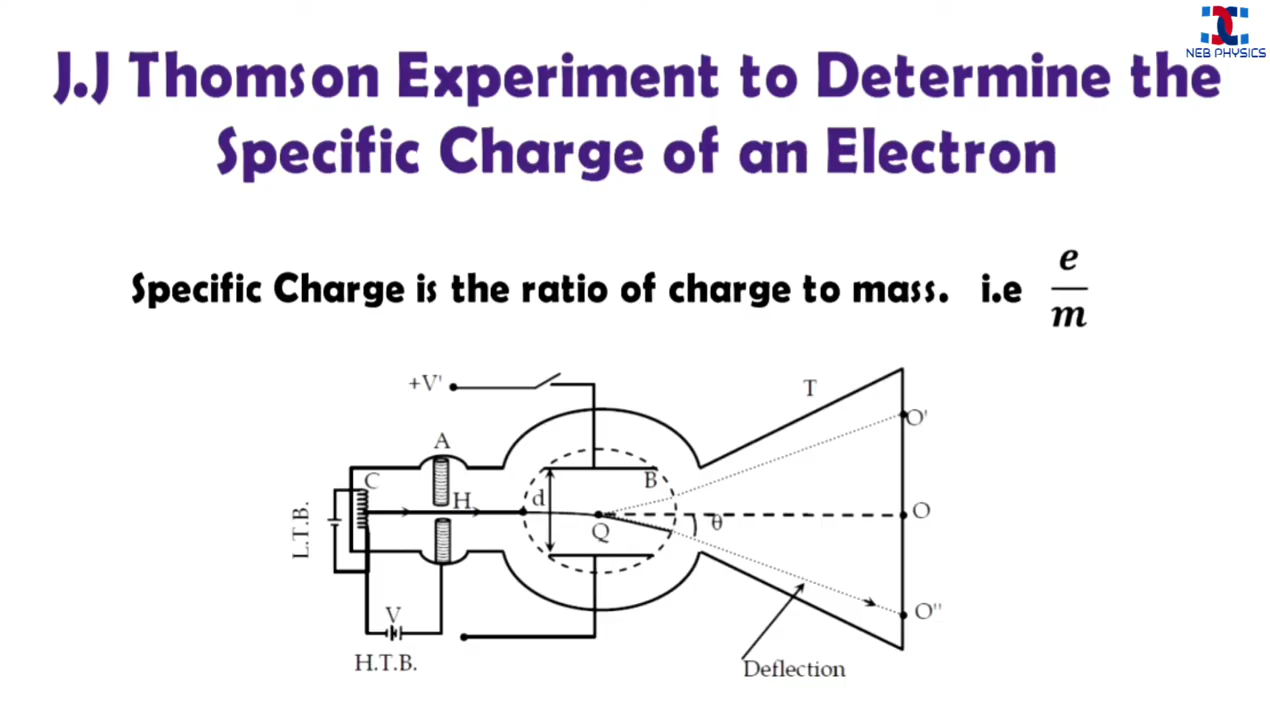 NEB PHYSICS
J.J Thomson Experiment to Determine the
Specific Charge of an Electron
Specific Charge is the ratio of charge to mass. i.e e/m
+V'
T
O'
A
C
B
H
d
L.T.B.
Q
θ
O
V
O"
H.T.B.
Deflection